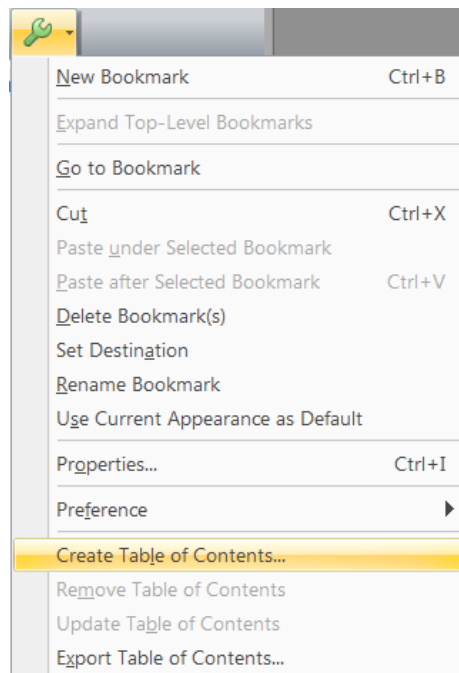 New Bookmark Ctrl+B
Expand Top-Level Bookmarks
Go to Bookmark
Cut Ctrl+X
Paste under Selected Bookmark
Paste after Selected Bookmark Ctrl+V
Delete Bookmark(s)
Set Destination
Rename Bookmark
Use Current Appearance as Default
Properties... Ctrl+I
Preference
Create Table of Contents...
Remove Table of Contents
Update Table of Contents
Export Table of Contents...